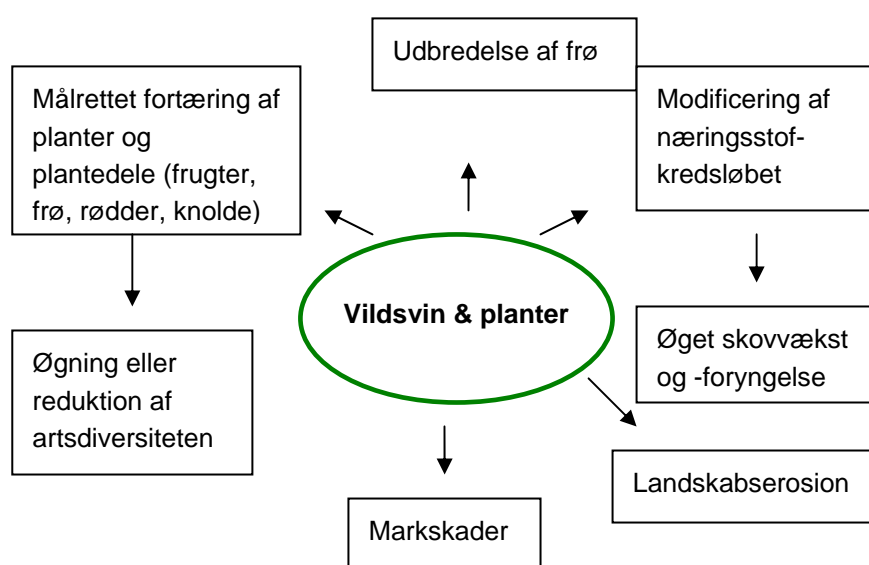 Udbredelse af frø
Målrettet fortæring af
planter og
plantedele (frugter,
frø, rødder, knolde)
Modificering af
næringsstof-
kredsløbet
Vildsvin & planter
Øgning eller
reduktion af
artsdiversiteten
Øget skovvækst
og -foryngelse
Landskabserosion
Markskader